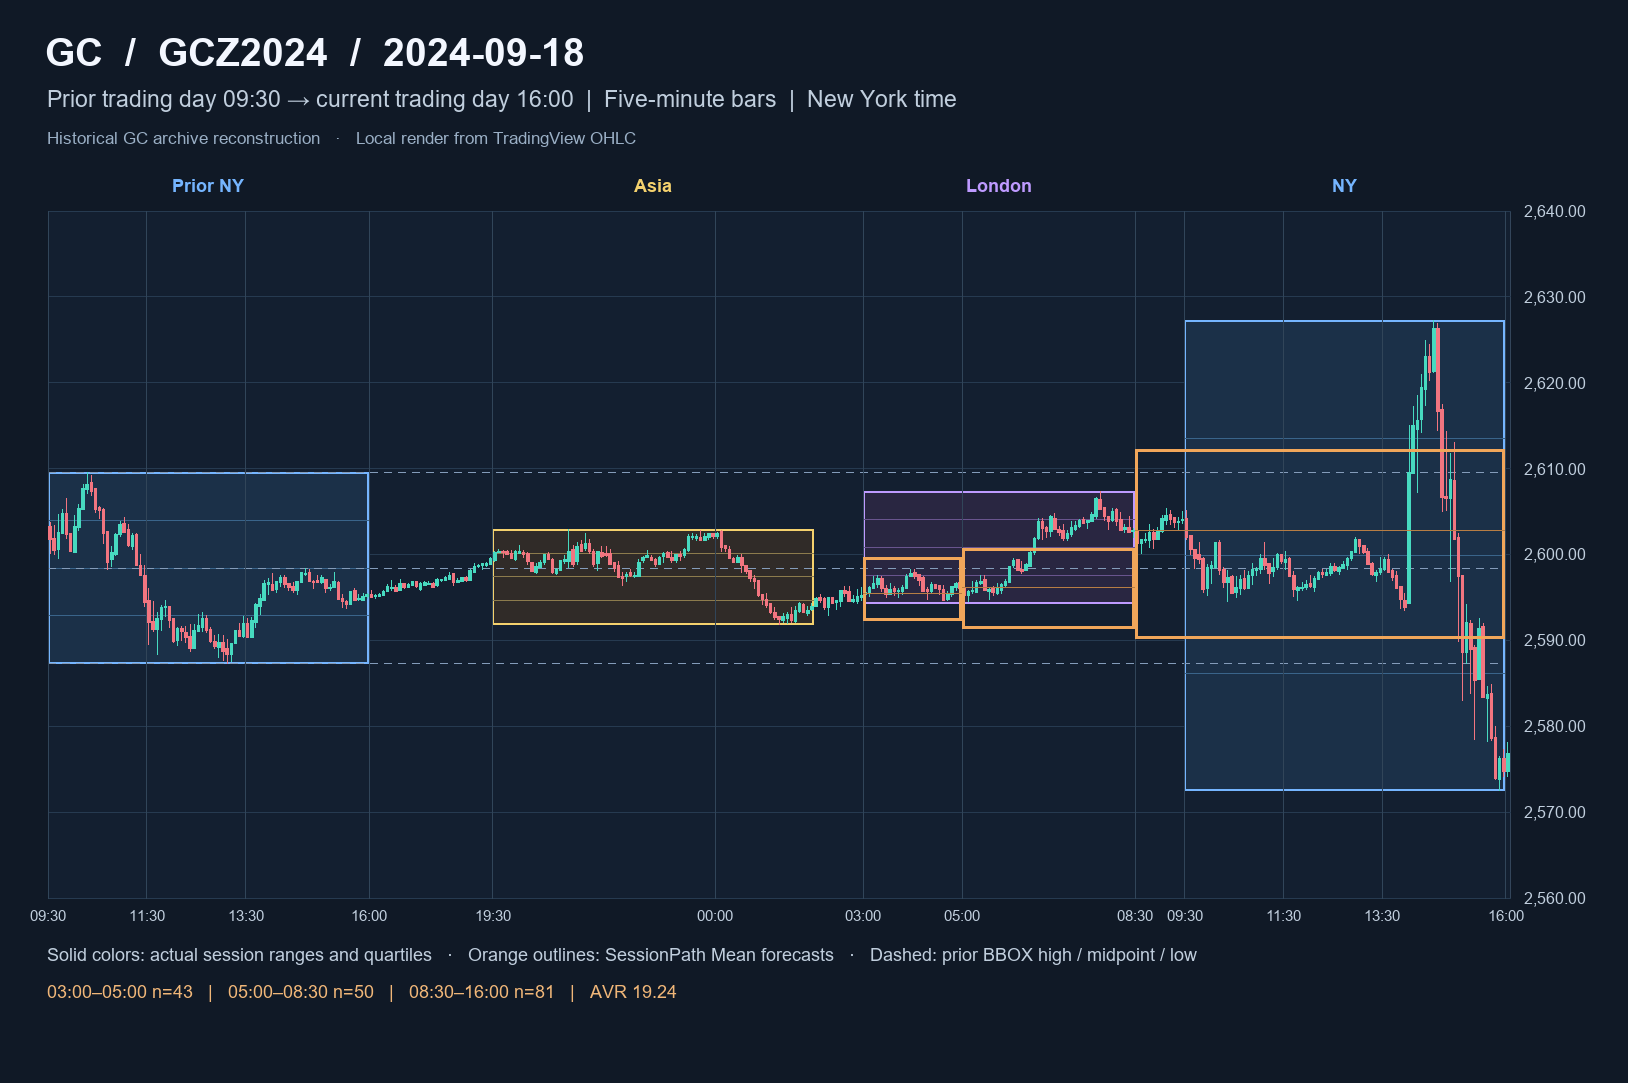 GC / GCZ2024 / 2024-09-18
Prior trading day 09:30 → current trading day 16:00 | Five-minute bars | New York time
Historical GC archive reconstruction · Local render from TradingView OHLC
Prior NY Asia London NY
2,640.00
2,630.00
2,620.00
2,610.00
2,600.00
2,590.00
2,580.00
2,570.00
2,560.00
09:30 11:30 13:30 16:00 19:30 00:00 03:00 05:00 08:30 09:30 11:30 13:30 16:00
Solid colors: actual session ranges and quartiles · Orange outlines: SessionPath Mean forecasts · Dashed: prior BBOX high / midpoint / low
03:00–05:00 n=43 | 05:00–08:30 n=50 | 08:30–16:00 n=81 | AVR 19.24